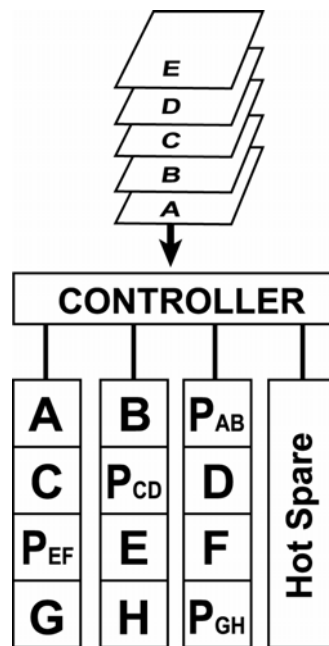 E
D
C
B
A
CONTROLLER
A B PAB
C PCD D
PEF E F
G H PGH
Hot Spare